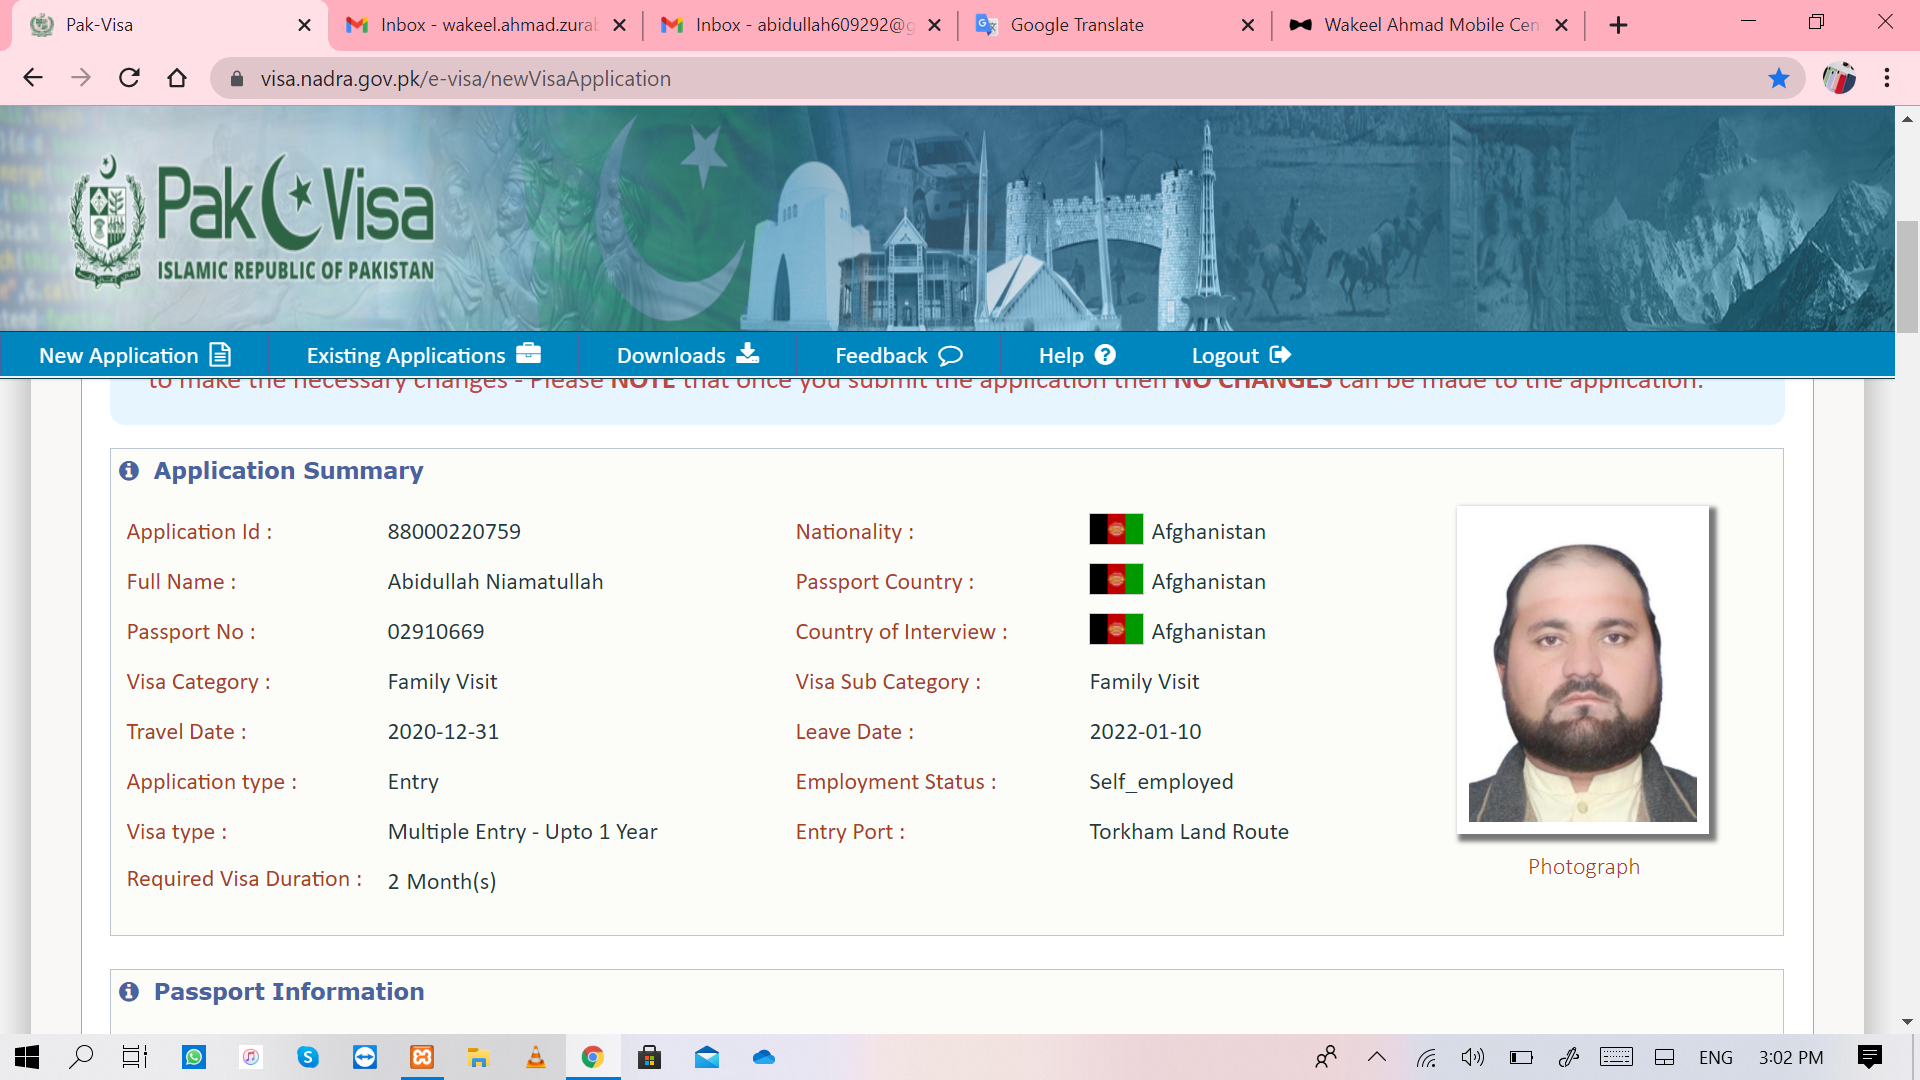 Pak-Visa
Inbox - wakeel.ahmad.zurab
Inbox - abidullah609292@g
Google Translate
Wakeel Ahmad Mobile Cen
visa.nadra.gov.pk/e-visa/newVisaApplication
Pak Visa
ISLAMIC REPUBLIC OF PAKISTAN
New Application
Existing Applications
Downloads
Feedback
Help
Logout
to make the necessary changes - Please NOTE that once you submit the application then NO CHANGES can be made to the application.
Application Summary
Application Id : 88000220759 Nationality : Afghanistan
Full Name : Abidullah Niamatullah Passport Country : Afghanistan
Passport No : 02910669 Country of Interview : Afghanistan
Visa Category : Family Visit Visa Sub Category : Family Visit
Travel Date : 2020-12-31 Leave Date : 2022-01-10
Application type : Entry Employment Status : Self_employed
Visa type : Multiple Entry - Upto 1 Year Entry Port : Torkham Land Route
Required Visa Duration : 2 Month(s)
Photograph
Passport Information
ENG
3:02 PM